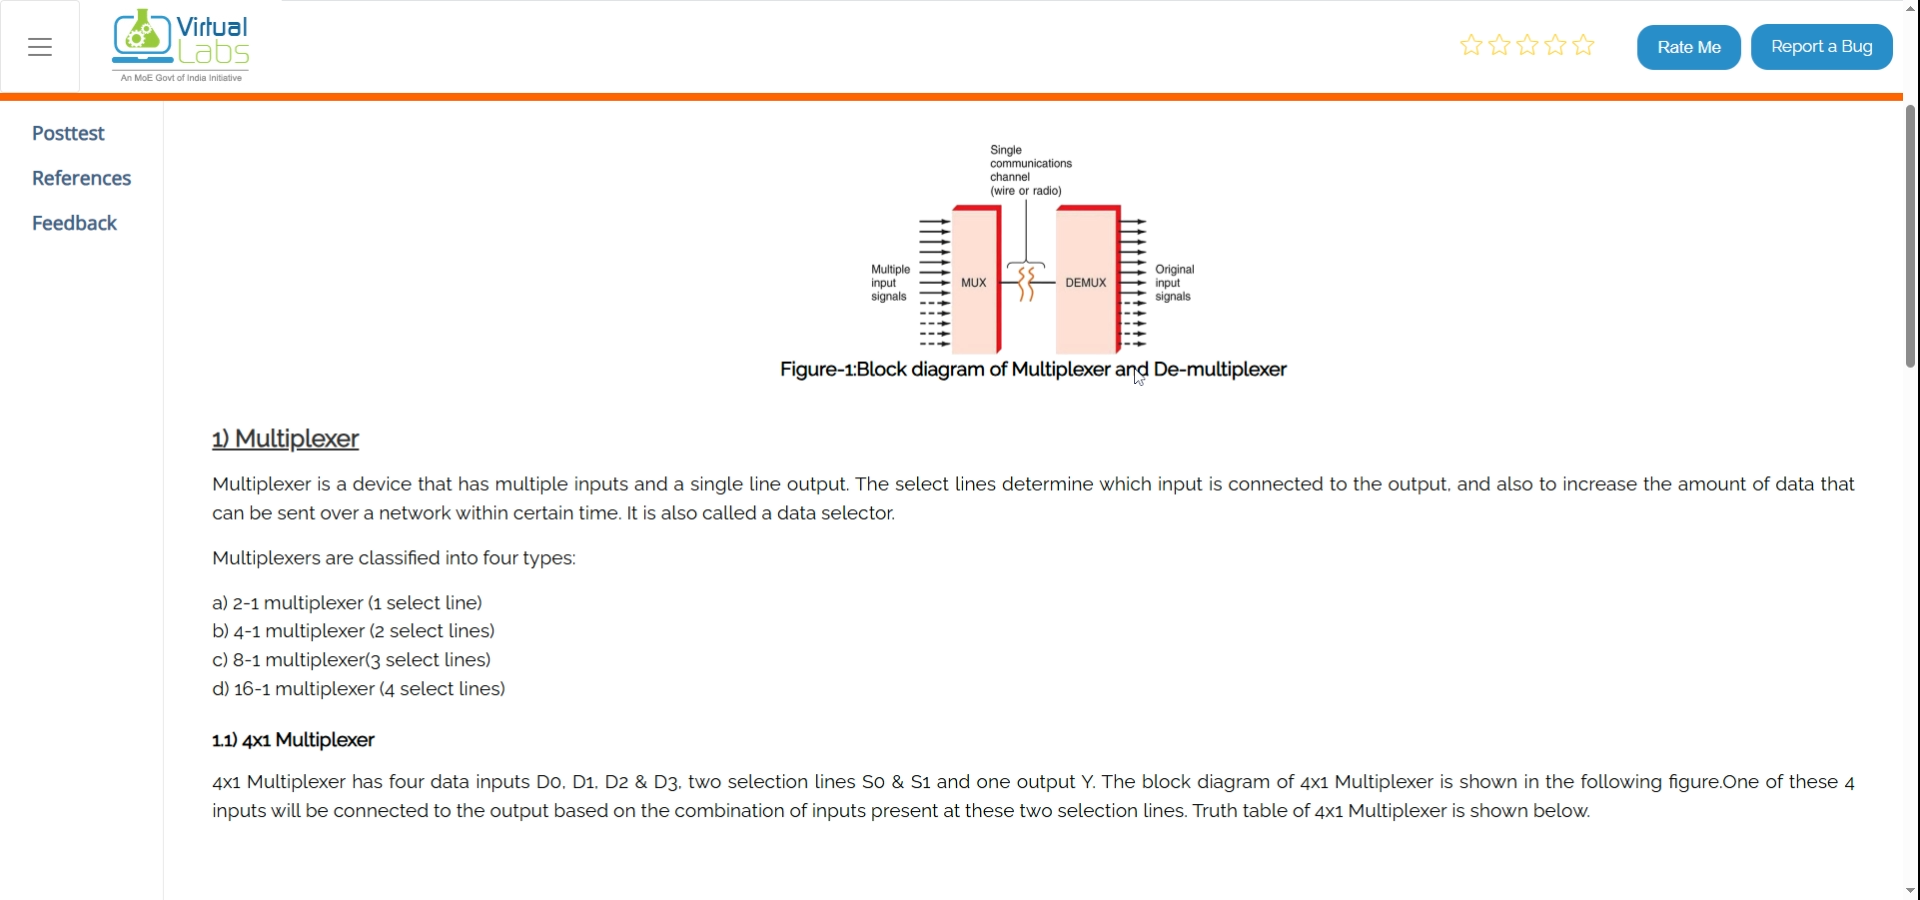 Virtual
Labs
An MoE Govt of India Initiative
Rate Me
Report a Bug
Posttest
References
Feedback
Single
communications
channel
(wire or radio)
Multiple
input
signals
MUX
DEMUX
Original
input
signals
Figure-1:Block diagram of Multiplexer and De-multiplexer
1) Multiplexer
Multiplexer is a device that has multiple inputs and a single line output. The select lines determine which input is connected to the output, and also to increase the amount of data that
can be sent over a network within certain time. It is also called a data selector.
Multiplexers are classified into four types:
a) 2-1 multiplexer (1 select line)
b) 4-1 multiplexer (2 select lines)
c) 8-1 multiplexer(3 select lines)
d) 16-1 multiplexer (4 select lines)
1.1) 4x1 Multiplexer
4x1 Multiplexer has four data inputs D0, D1, D2 & D3, two selection lines S0 & S1 and one output Y. The block diagram of 4x1 Multiplexer is shown in the following figure.One of these 4
inputs will be connected to the output based on the combination of inputs present at these two selection lines. Truth table of 4x1 Multiplexer is shown below.